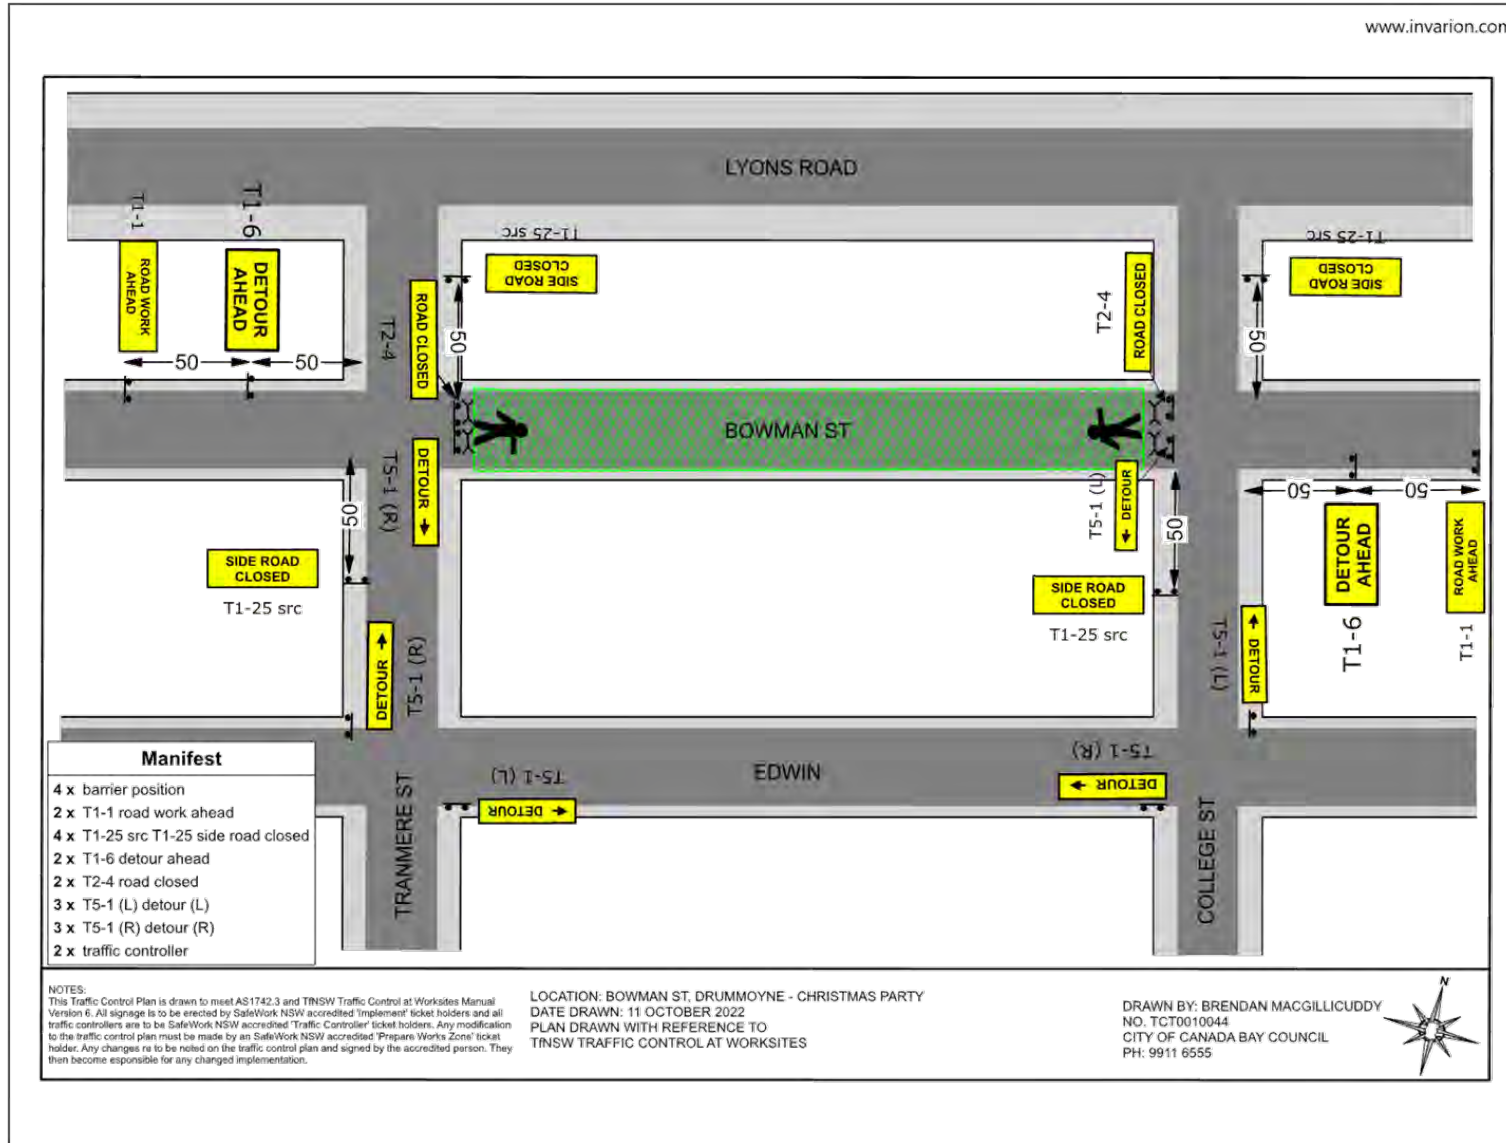 www.invarion.com
LYONS ROAD
T1-1
ROAD WORK
AHEAD
T1-6
DETOUR
AHEAD
50
50
T2-4
ROAD CLOSED
50
T1-25 src
SIDE ROAD
CLOSED
T2-4
ROAD CLOSED
T1-25 src
SIDE ROAD
CLOSED
50
BOWMAN ST
T5-1 (R)
DETOUR
50
SIDE ROAD
CLOSED
T1-25 src
DETOUR
T5-1 (R)
T5-1 (L)
DETOUR
50
SIDE ROAD
CLOSED
T1-25 src
50
50
DETOUR
AHEAD
T1-6
ROAD WORK
AHEAD
T1-1
T5-1 (L)
DETOUR
T5-1 (L)
DETOUR
EDWIN
T5-1 (R)
DETOUR
TRANMERE ST
COLLEGE ST
Manifest
4 x barrier position
2 x T1-1 road work ahead
4 x T1-25 src T1-25 side road closed
2 x T1-6 detour ahead
2 x T2-4 road closed
3 x T5-1 (L) detour (L)
3 x T5-1 (R) detour (R)
2 x traffic controller
NOTES:
This Traffic Control Plan is drawn to meet AS1742.3 and TfNSW Traffic Control at Worksites Manual
Version 6. All signage is to be erected by SafeWork NSW accredited 'Implement' ticket holders and all
traffic controllers are to be SafeWork NSW accredited 'Traffic Controller' ticket holders. Any modification
to the traffic control plan must be made by an SafeWork NSW accredited 'Prepare Works Zone' ticket
holder. Any changes re to be noted on the traffic control plan and signed by the accredited person. They
then become esponsible for any changed implementation.
LOCATION: BOWMAN ST, DRUMMOYNE - CHRISTMAS PARTY
DATE DRAWN: 11 OCTOBER 2022
PLAN DRAWN WITH REFERENCE TO
TfNSW TRAFFIC CONTROL AT WORKSITES
DRAWN BY: BRENDAN MACGILLICUDDY
NO. TCT0010044
CITY OF CANADA BAY COUNCIL
PH: 9911 6555
N